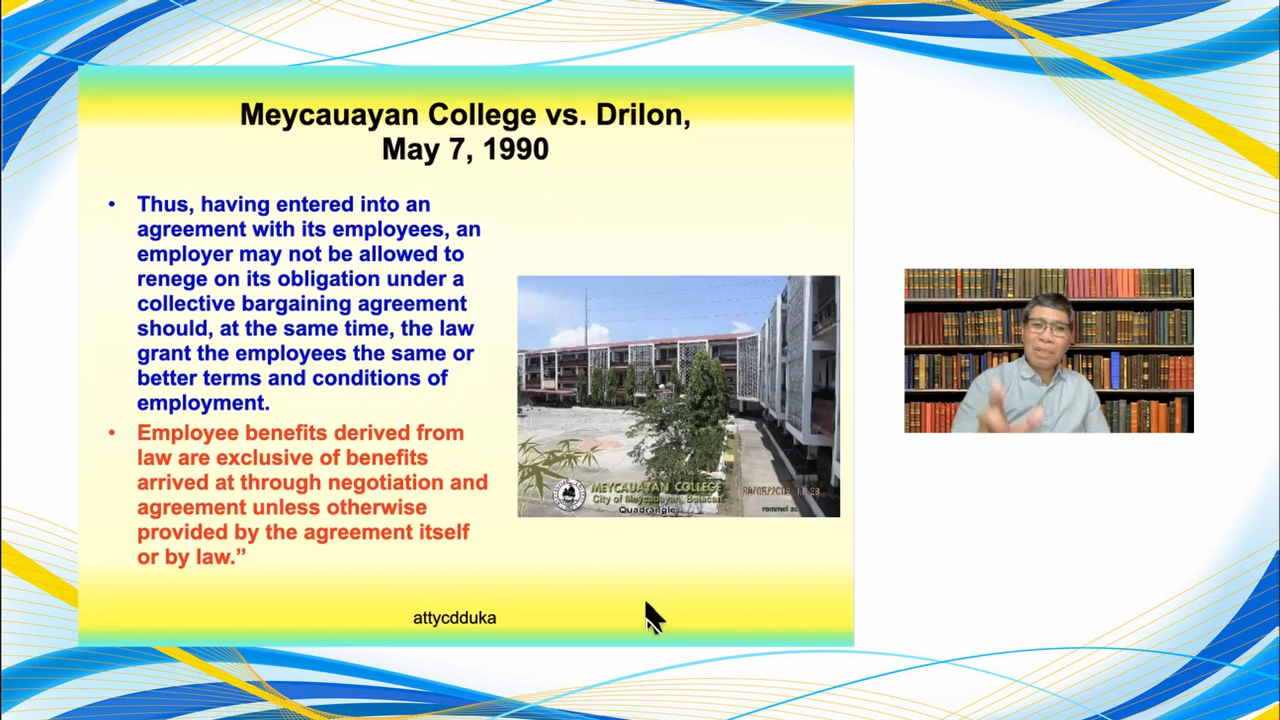 Meycauayan College vs. Drilon,
May 7, 1990
• Thus, having entered into an
agreement with its employees, an
employer may not be allowed to
renege on its obligation under a
collective bargaining agreement
should, at the same time, the law
grant the employees the same or
better terms and conditions of
employment.
• Employee benefits derived from
law are exclusive of benefits
arrived at through negotiation and
agreement unless otherwise
provided by the agreement itself
or by law.”
MEYCAUAYAN COLLEGE
City of Meycauayan, Bulacan
Quadrangle
rommel ac
attycdduka